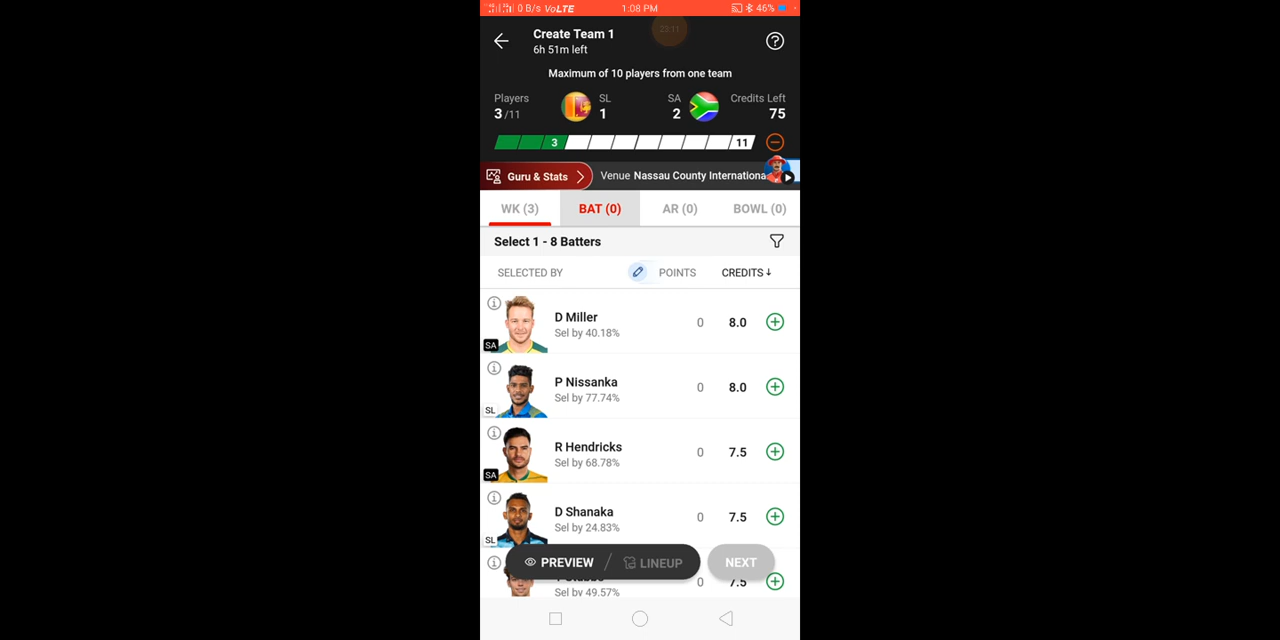 0 B/s VoLTE 1:08 PM 46%
23:11
Create Team 1
6h 51m left
Maximum of 10 players from one team
Players SL SA Credits Left
3/11 1 2 75
3 11
Guru & Stats Venue Nassau County Internationa
WK (3) BAT (0) AR (0) BOWL (0)
Select 1 - 8 Batters
SELECTED BY POINTS CREDITS↓
D Miller 0 8.0
Sel by 40.18%
SA
P Nissanka 0 8.0
Sel by 77.74%
SL
R Hendricks 0 7.5
Sel by 68.78%
SA
D Shanaka 0 7.5
Sel by 24.83%
SL
PREVIEW / LINEUP NEXT
0 7.5
Sel by 49.57%